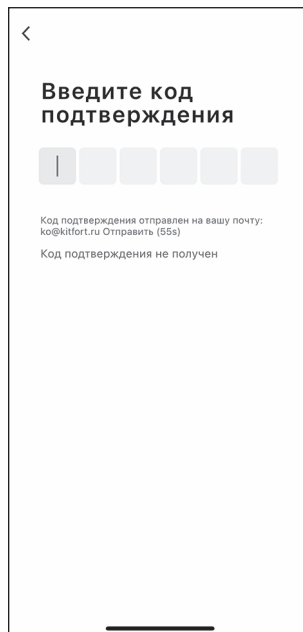 Введите код
подтверждения
Код подтверждения отправлен на вашу почту:
ko@kitfort.ru Отправить (55s)
Код подтверждения не получен